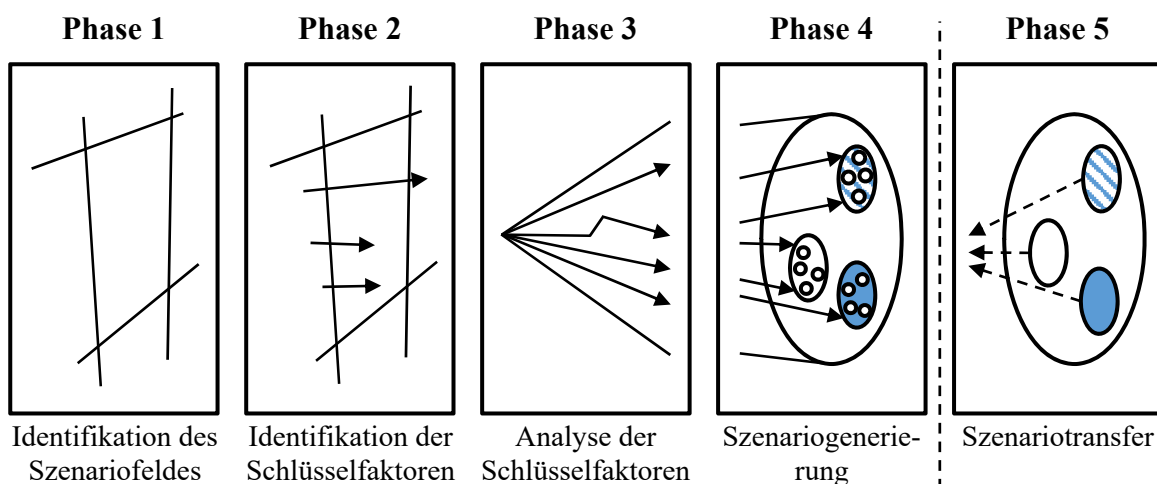 Phase 1
Phase 2
Phase 3
Phase 4
Phase 5
Identifikation des
Szenariofeldes
Identifikation der
Schlüsselfaktoren
Analyse der
Schlüsselfaktoren
Szenariogenerie-
rung
Szenariotransfer